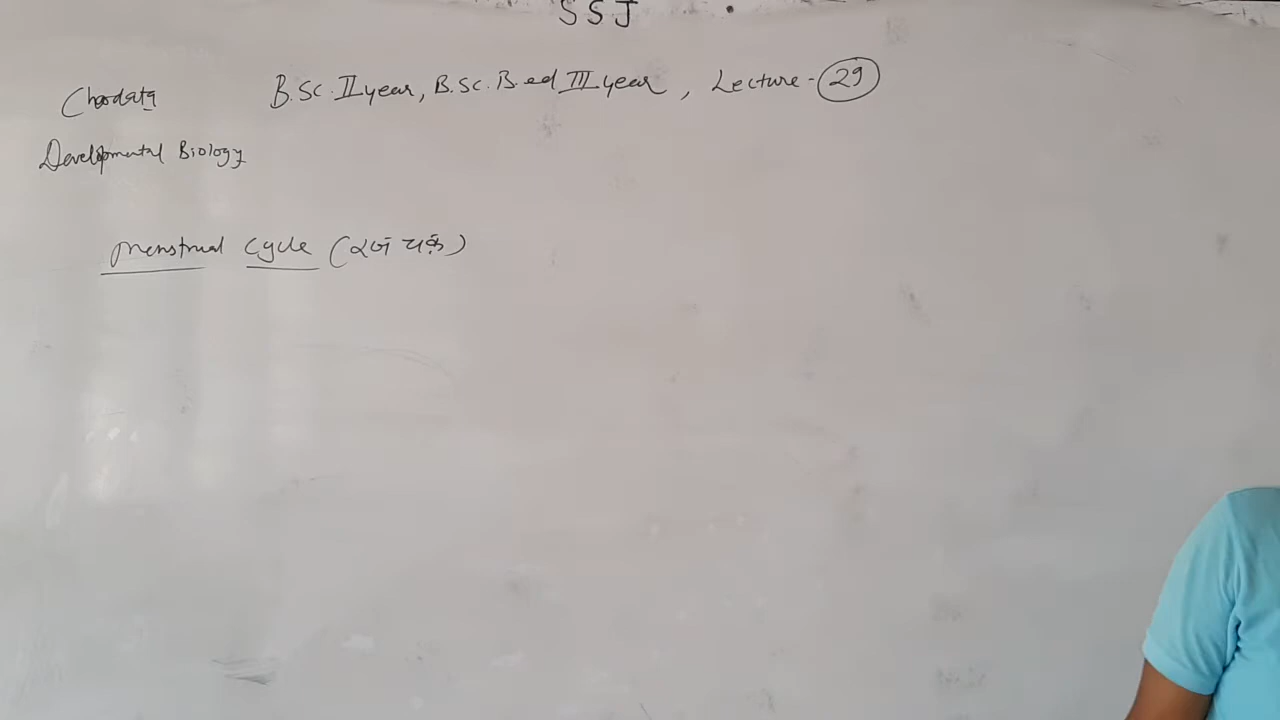 SSJ
Chordata B.Sc. II year, B.Sc. B.ed III year, Lecture - 29
Developmental Biology
Menstrual Cycle (रज चक्र)